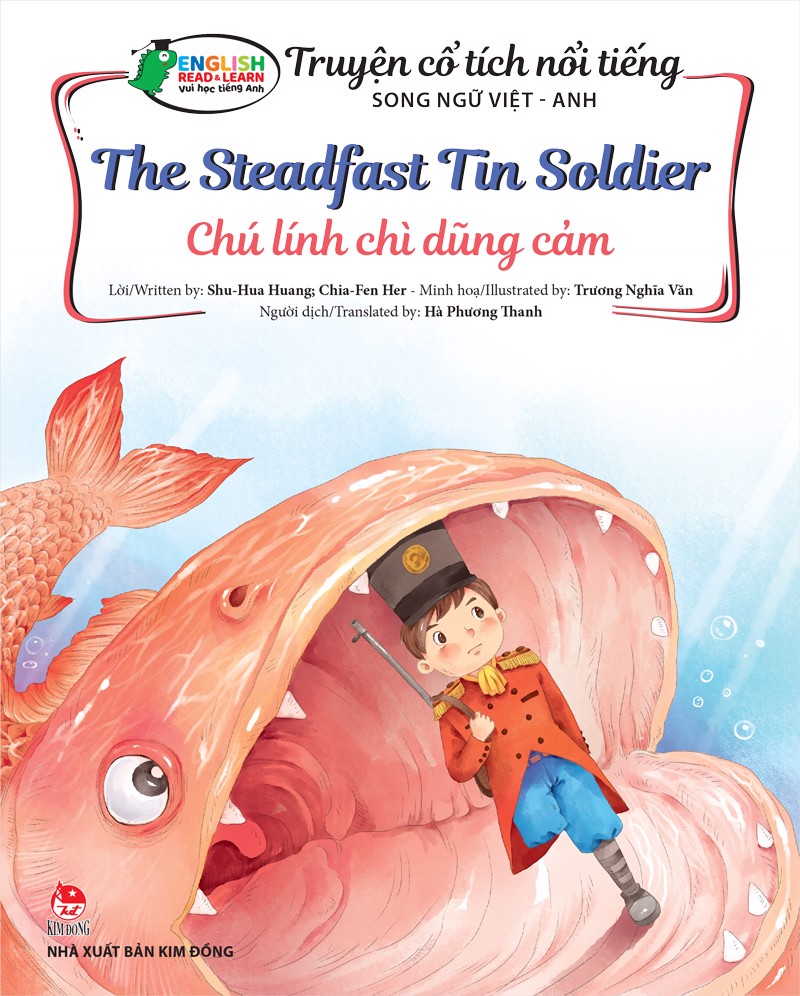 ENGLISH
READ & LEARN
Vui học tiếng Anh
Truyện cổ tích nổi tiếng
SONG NGỮ VIỆT - ANH
The Steadfast Tin Soldier
Chú lính chì dũng cảm
Lời/Written by: Shu-Hua Huang; Chia-Fen Her - Minh hoạ/Illustrated by: Trương Nghĩa Văn
Người dịch/Translated by: Hà Phương Thanh
KIM ĐỒNG
NHÀ XUẤT BẢN KIM ĐỒNG